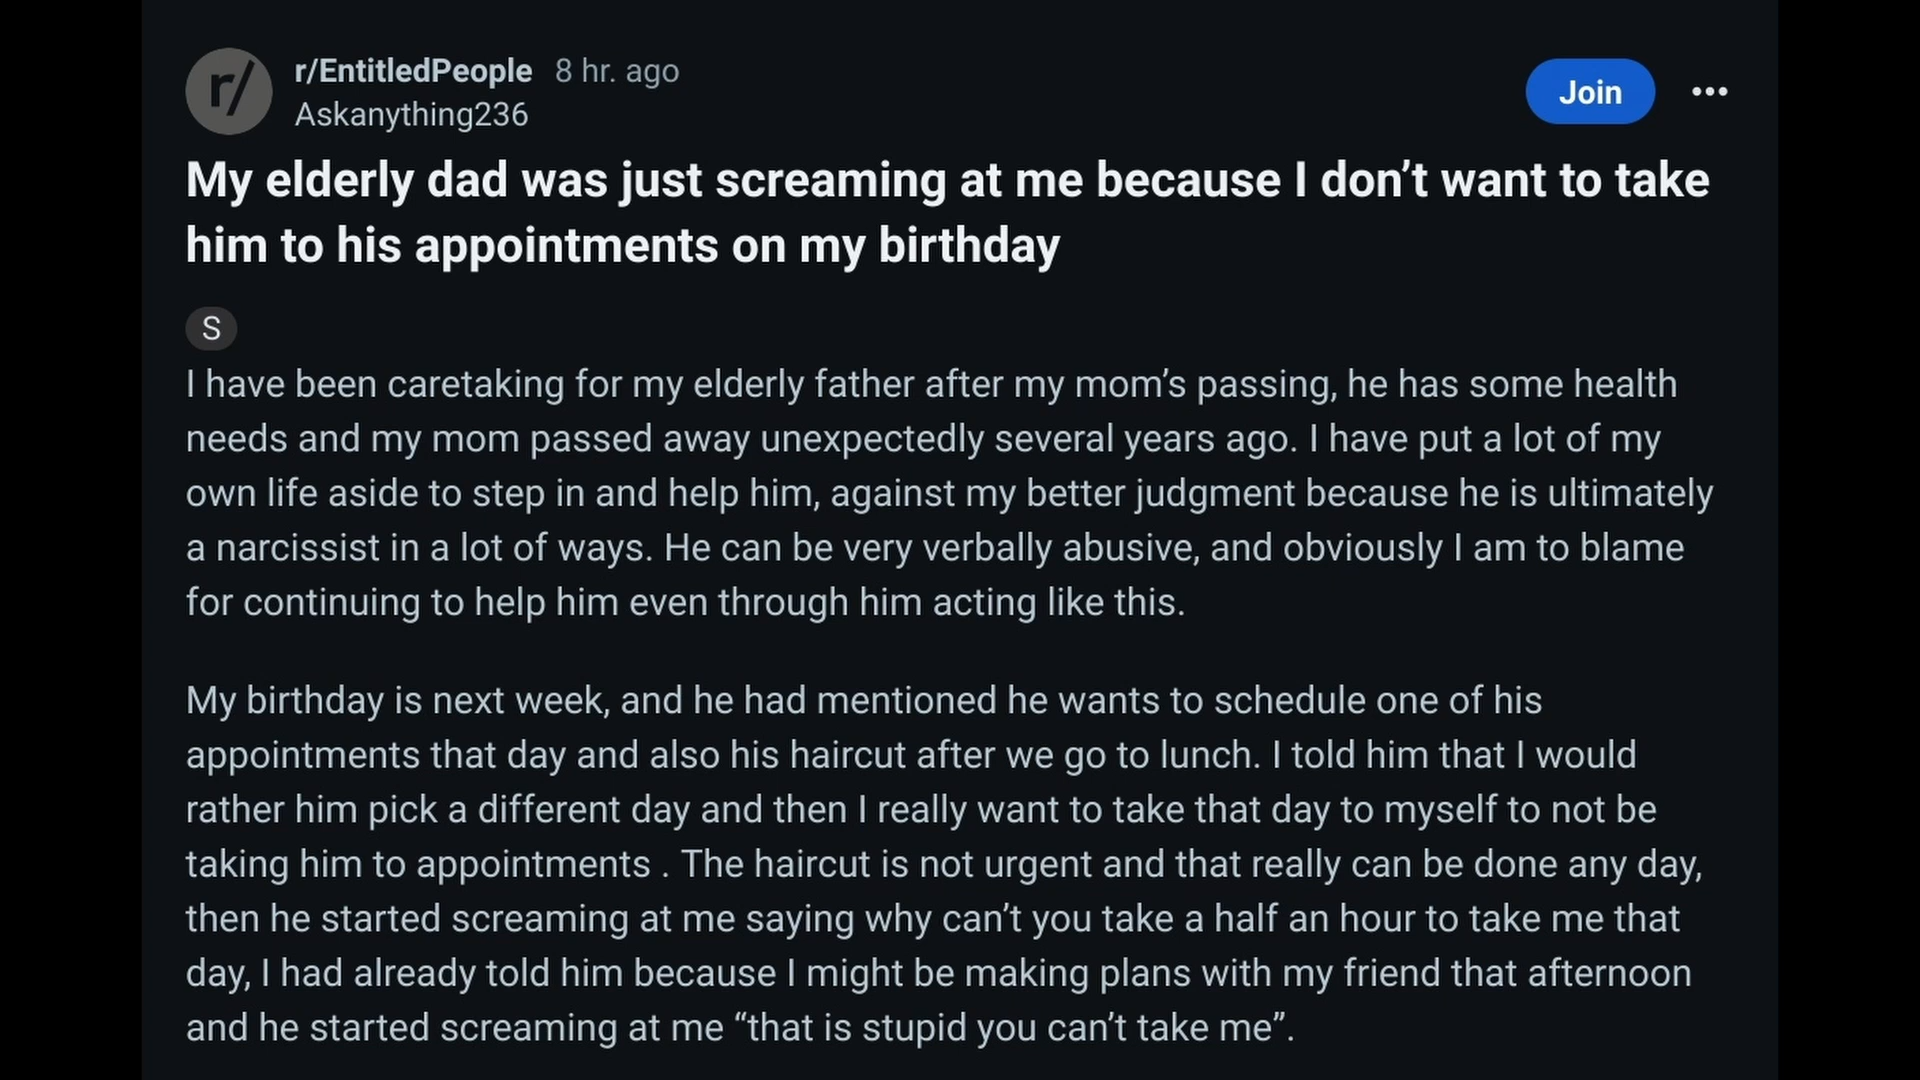 r/
r/EntitledPeople 8 hr. ago
Askanything236
Join
My elderly dad was just screaming at me because I don’t want to take
him to his appointments on my birthday
S
I have been caretaking for my elderly father after my mom’s passing, he has some health
needs and my mom passed away unexpectedly several years ago. I have put a lot of my
own life aside to step in and help him, against my better judgment because he is ultimately
a narcissist in a lot of ways. He can be very verbally abusive, and obviously I am to blame
for continuing to help him even through him acting like this.
My birthday is next week, and he had mentioned he wants to schedule one of his
appointments that day and also his haircut after we go to lunch. I told him that I would
rather him pick a different day and then I really want to take that day to myself to not be
taking him to appointments . The haircut is not urgent and that really can be done any day,
then he started screaming at me saying why can’t you take a half an hour to take me that
day, I had already told him because I might be making plans with my friend that afternoon
and he started screaming at me “that is stupid you can’t take me”.